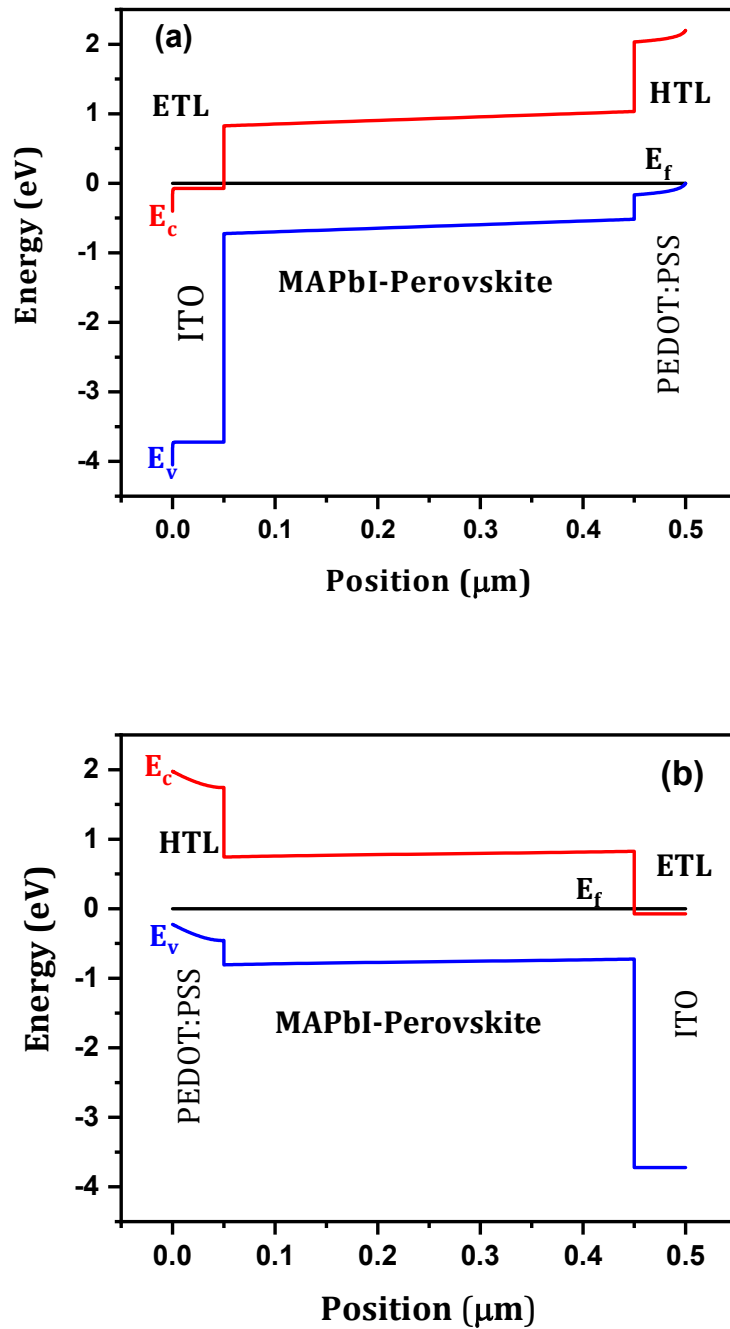 (a)
2
1
0
-1
-2
-3
-4
Energy (eV)
ETL
HTL
E_f
E_c
MAPbI-Perovskite
ITO
PEDOT:PSS
E_v
0.0 0.1 0.2 0.3 0.4 0.5
Position (μm)
(b)
2
1
0
-1
-2
-3
-4
Energy (eV)
E_c
HTL
ETL
E_f
E_v
MAPbI-Perovskite
PEDOT:PSS
ITO
0.0 0.1 0.2 0.3 0.4 0.5
Position (μm)